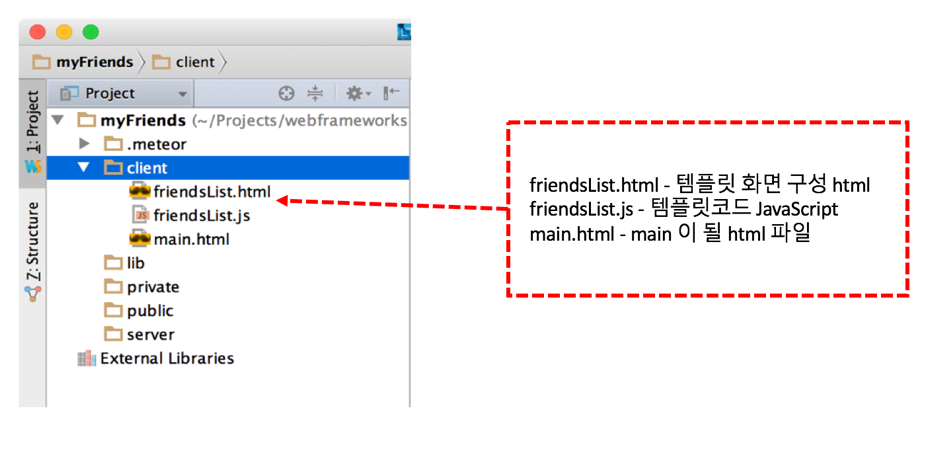 myFriends client
Project
1: Project
Z: Structure
myFriends (~/Projects/webframeworks
.meteor
client
friendsList.html
JS friendsList.js
main.html
lib
private
public
server
External Libraries
friendsList.html - 템플릿 화면 구성 html
friendsList.js - 템플릿코드 JavaScript
main.html - main 이 될 html 파일